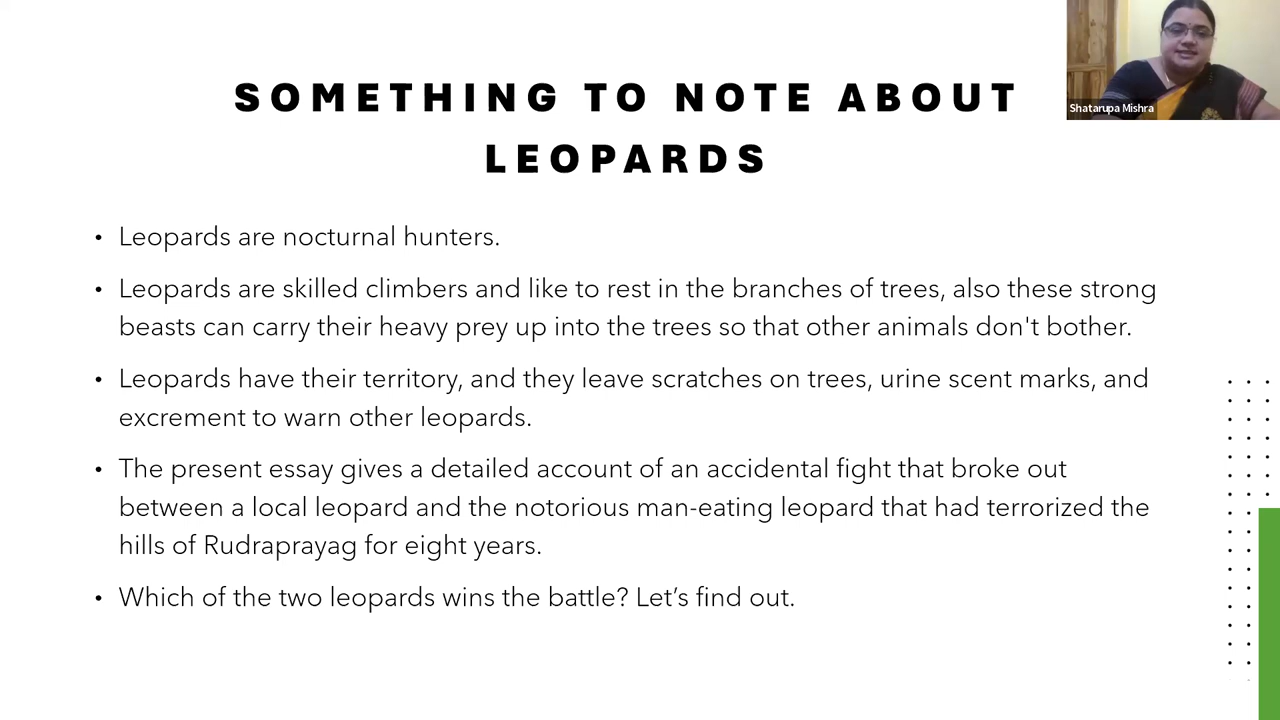 SOMETHING TO NOTE ABOUT
LEOPARDS
Shatarupa Mishra
• Leopards are nocturnal hunters.
• Leopards are skilled climbers and like to rest in the branches of trees, also these strong
beasts can carry their heavy prey up into the trees so that other animals don't bother.
• Leopards have their territory, and they leave scratches on trees, urine scent marks, and
excrement to warn other leopards.
• The present essay gives a detailed account of an accidental fight that broke out
between a local leopard and the notorious man-eating leopard that had terrorized the
hills of Rudraprayag for eight years.
• Which of the two leopards wins the battle? Let’s find out.